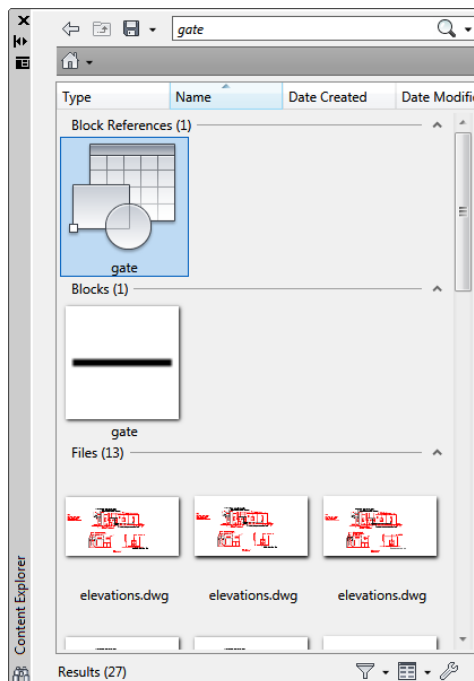 gate
Type Name Date Created Date Modifi
Block References (1)
gate
Blocks (1)
gate
Files (13)
elevations.dwg elevations.dwg elevations.dwg
Content Explorer
Results (27)